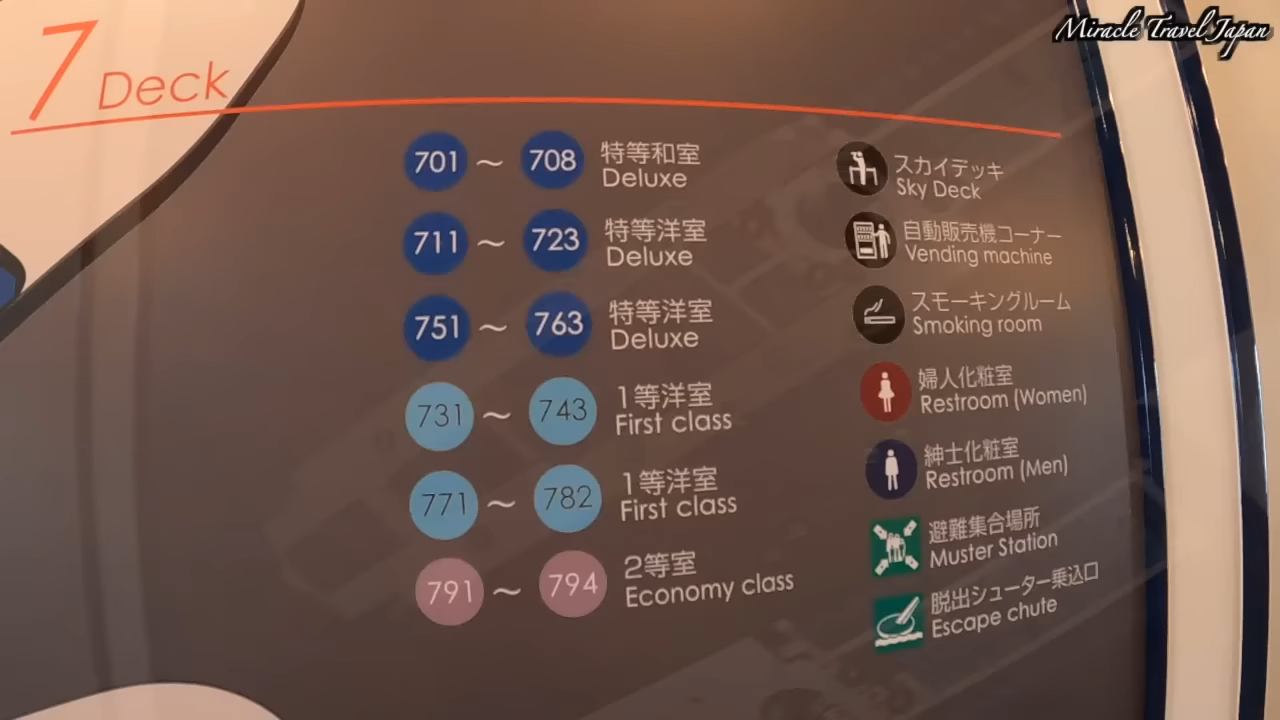 Miracle Travel Japan
7 Deck
701 ~ 708 特等和室
Deluxe
711 ~ 723 特等洋室
Deluxe
751 ~ 763 特等洋室
Deluxe
731 ~ 743 1等洋室
First class
771 ~ 782 1等洋室
First class
791 ~ 794 2等室
Economy class
スカイデッキ
Sky Deck
自動販売機コーナー
Vending machine
スモーキングルーム
Smoking room
婦人化粧室
Restroom (Women)
紳士化粧室
Restroom (Men)
避難集合場所
Muster Station
脱出シューター乗込口
Escape chute